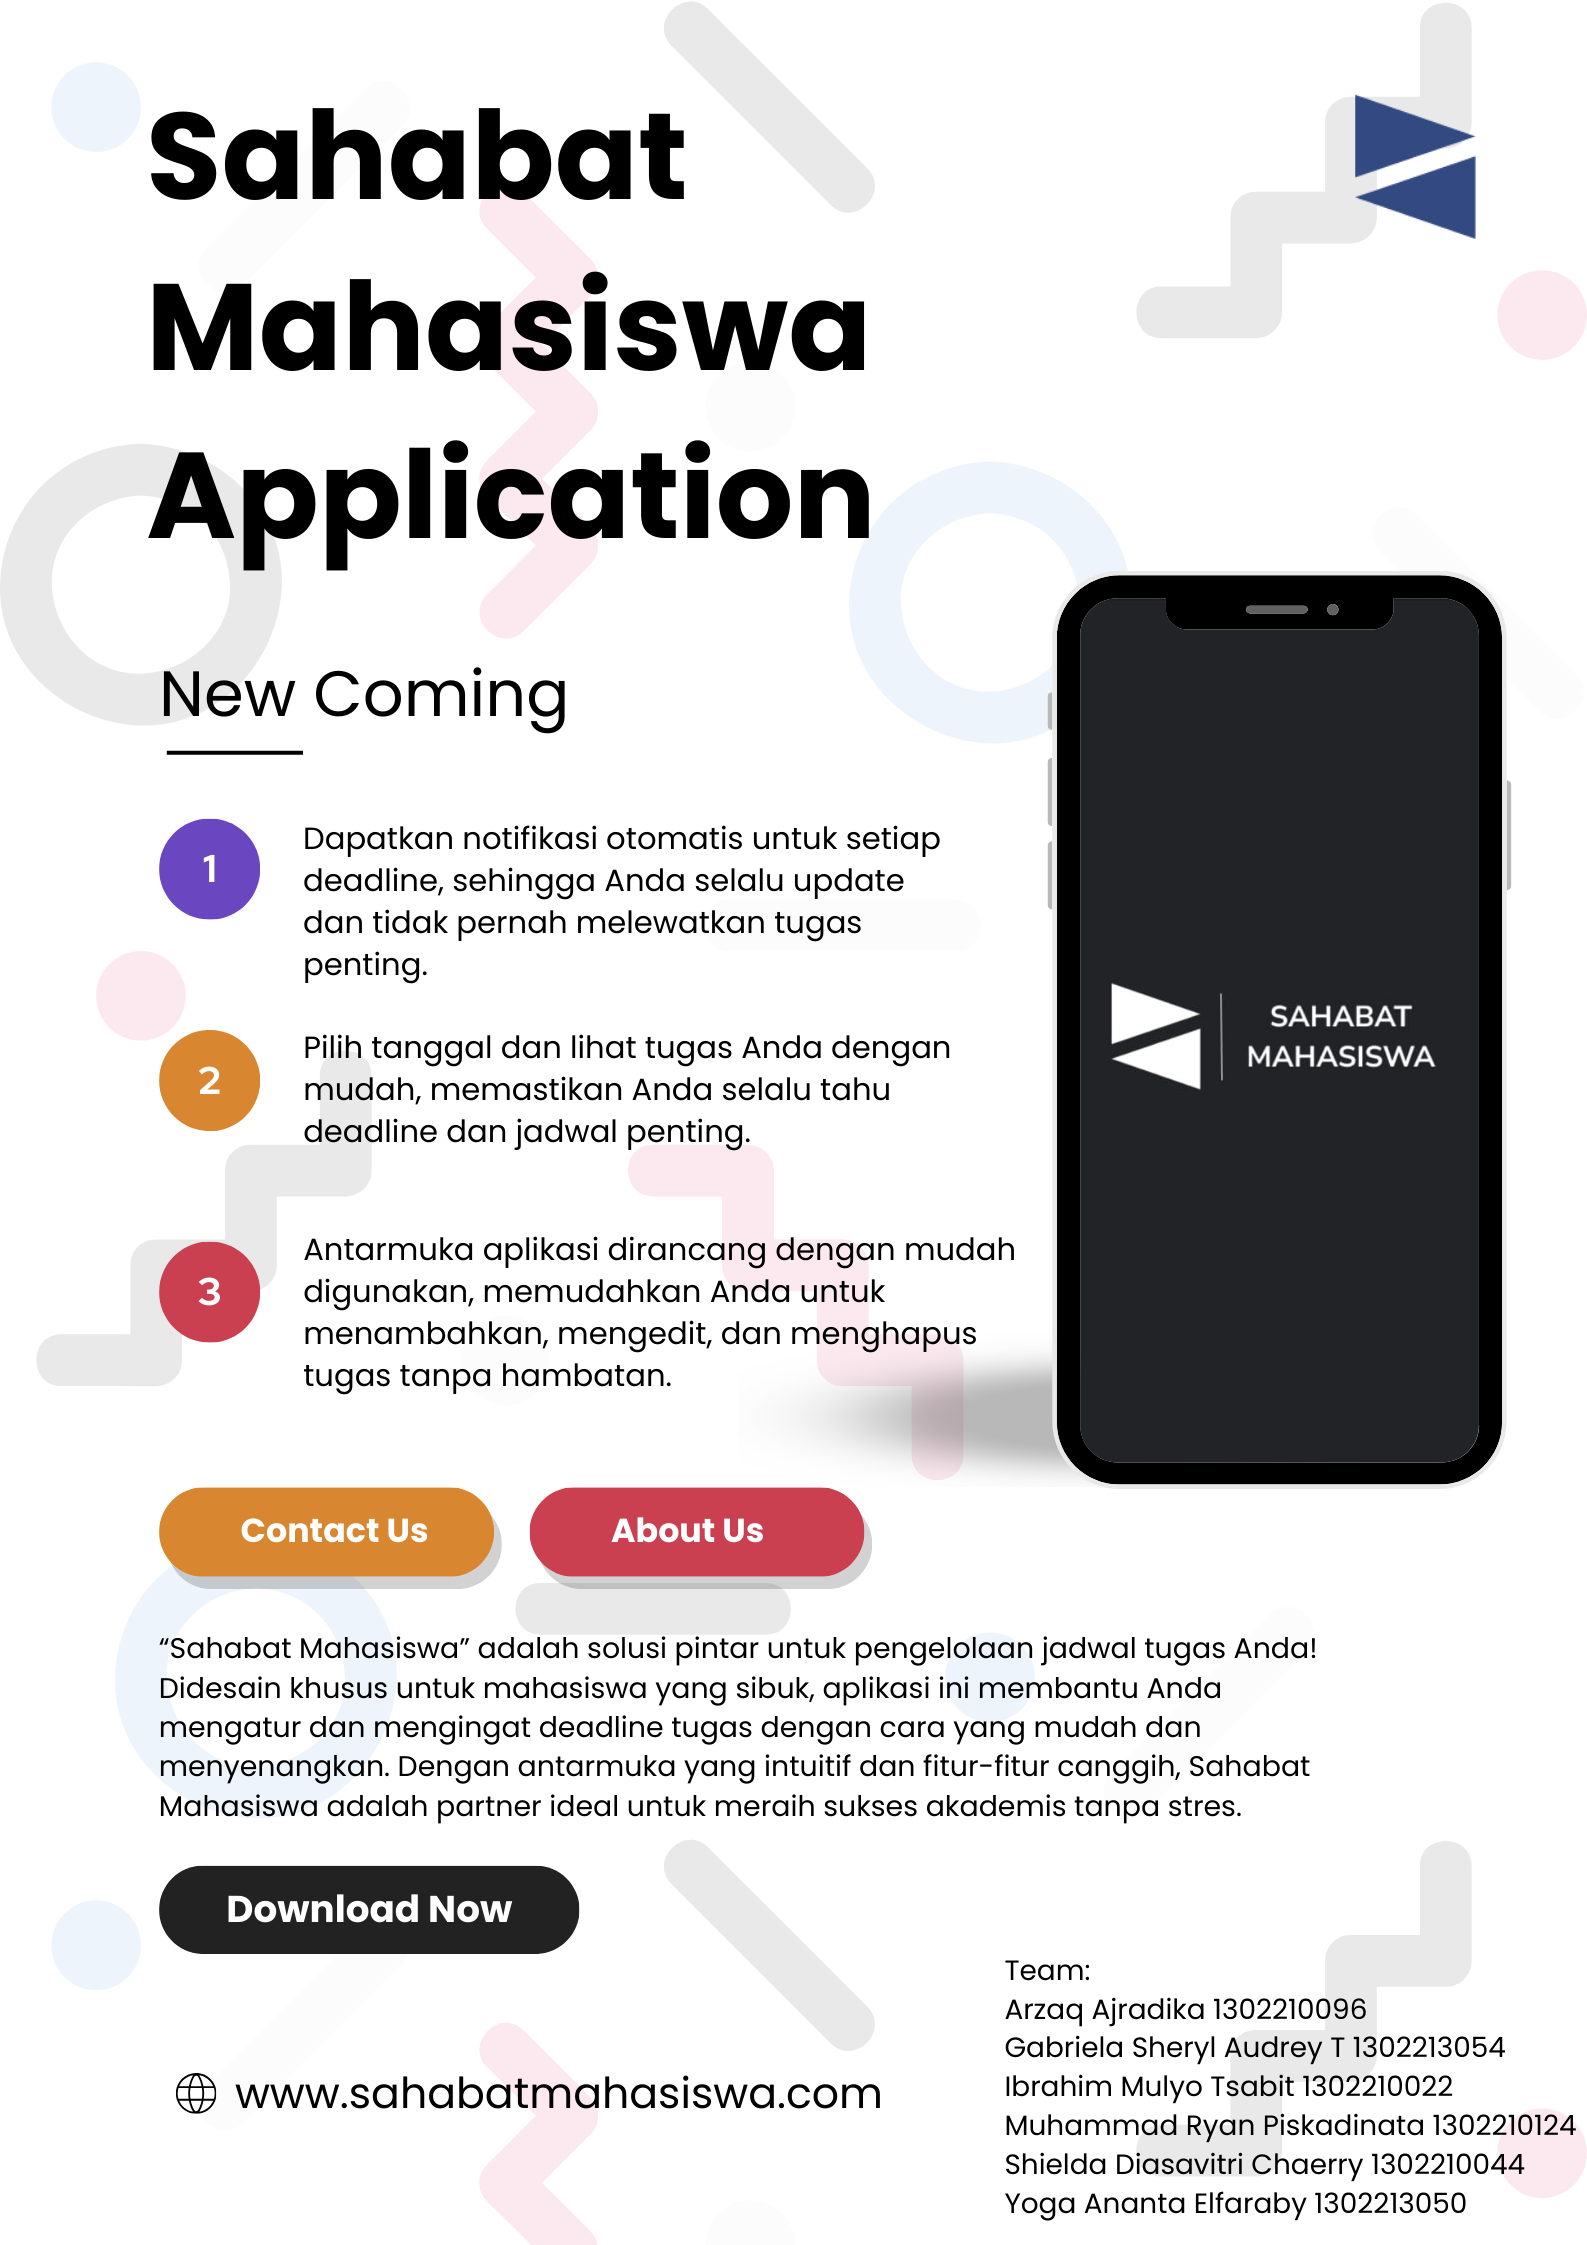 Sahabat
Mahasiswa
Application
New Coming
1
Dapatkan notifikasi otomatis untuk setiap
deadline, sehingga Anda selalu update
dan tidak pernah melewatkan tugas
penting.
2
Pilih tanggal dan lihat tugas Anda dengan
mudah, memastikan Anda selalu tahu
deadline dan jadwal penting.
3
Antarmuka aplikasi dirancang dengan mudah
digunakan, memudahkan Anda untuk
menambahkan, mengedit, dan menghapus
tugas tanpa hambatan.
SAHABAT
MAHASISWA
Contact Us
About Us
“Sahabat Mahasiswa” adalah solusi pintar untuk pengelolaan jadwal tugas Anda!
Didesain khusus untuk mahasiswa yang sibuk, aplikasi ini membantu Anda
mengatur dan mengingat deadline tugas dengan cara yang mudah dan
menyenangkan. Dengan antarmuka yang intuitif dan fitur-fitur canggih, Sahabat
Mahasiswa adalah partner ideal untuk meraih sukses akademis tanpa stres.
Download Now
www.sahabatmahasiswa.com
Team:
Arzaq Ajradika 1302210096
Gabriela Sheryl Audrey T 1302213054
Ibrahim Mulyo Tsabit 1302210022
Muhammad Ryan Piskadinata 1302210124
Shielda Diasavitri Chaerry 1302210044
Yoga Ananta Elfaraby 1302213050